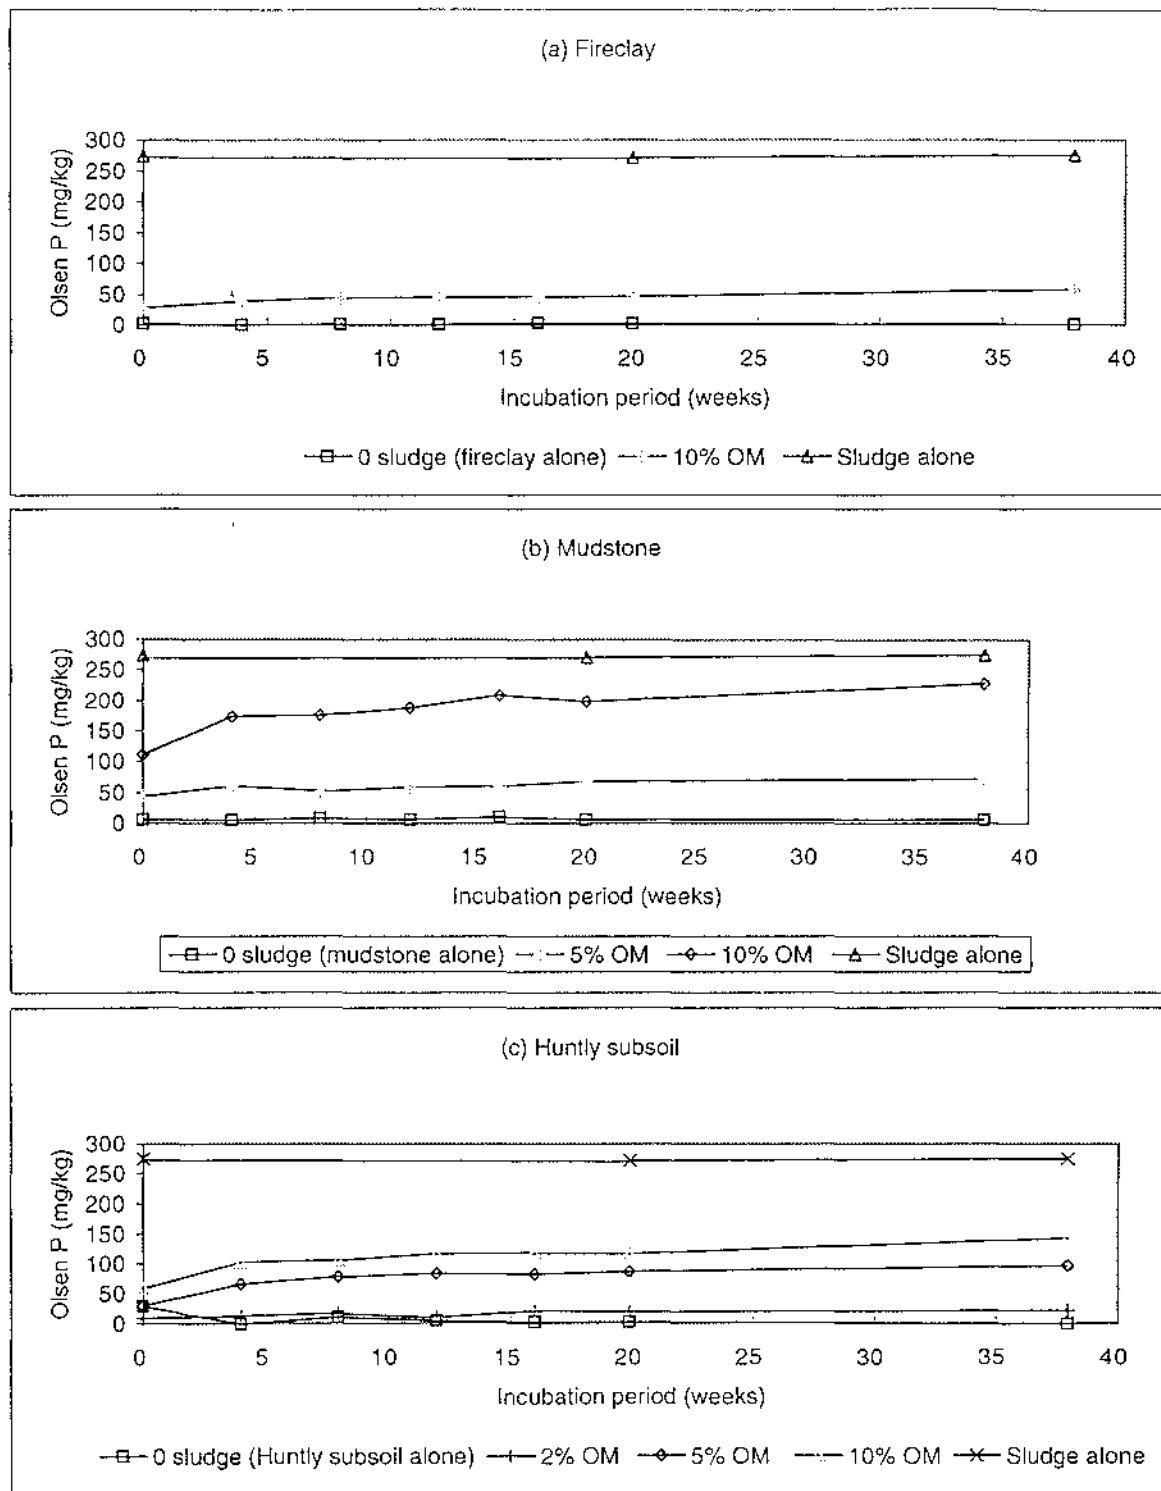 (a) Fireclay
Olsen P (mg/kg)
300
250
200
150
100
50
0
0 5 10 15 20 25 30 35 40
Incubation period (weeks)
0 sludge (fireclay alone) 10% OM Sludge alone
(b) Mudstone
Olsen P (mg/kg)
300
250
200
150
100
50
0
0 5 10 15 20 25 30 35 40
Incubation period (weeks)
0 sludge (mudstone alone) 5% OM 10% OM Sludge alone
(c) Huntly subsoil
Olsen P (mg/kg)
300
250
200
150
100
50
0
0 5 10 15 20 25 30 35 40
Incubation period (weeks)
0 sludge (Huntly subsoil alone) 2% OM 5% OM 10% OM Sludge alone